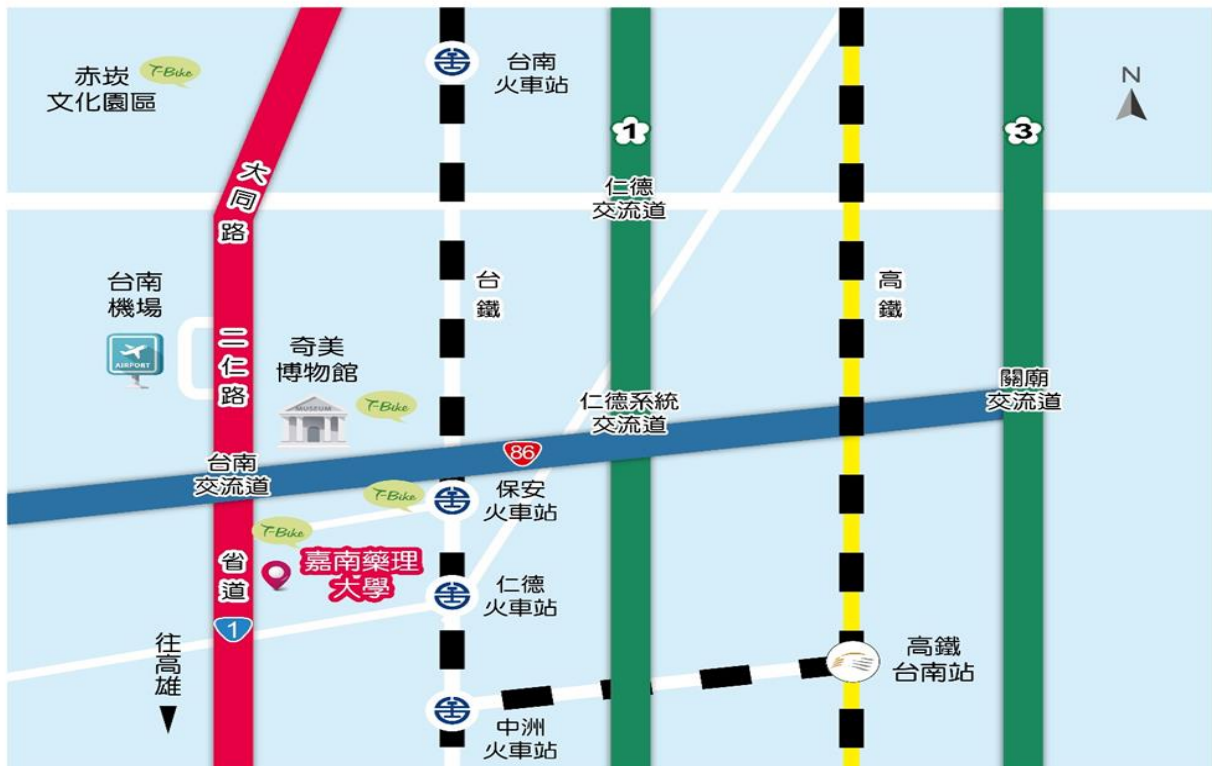 赤崁
文化園區
T-Bike
台南
火車站
N
1
3
大同路
仁德
交流道
台南
機場
AIRPORT
二仁路
台鐵
高鐵
奇美
博物館
MUSEUM
T-Bike
仁德系統
交流道
關廟
交流道
86
台南
交流道
T-Bike
保安
火車站
T-Bike
省道
嘉南藥理
大學
仁德
火車站
1
往高雄
高鐵
台南站
中洲
火車站